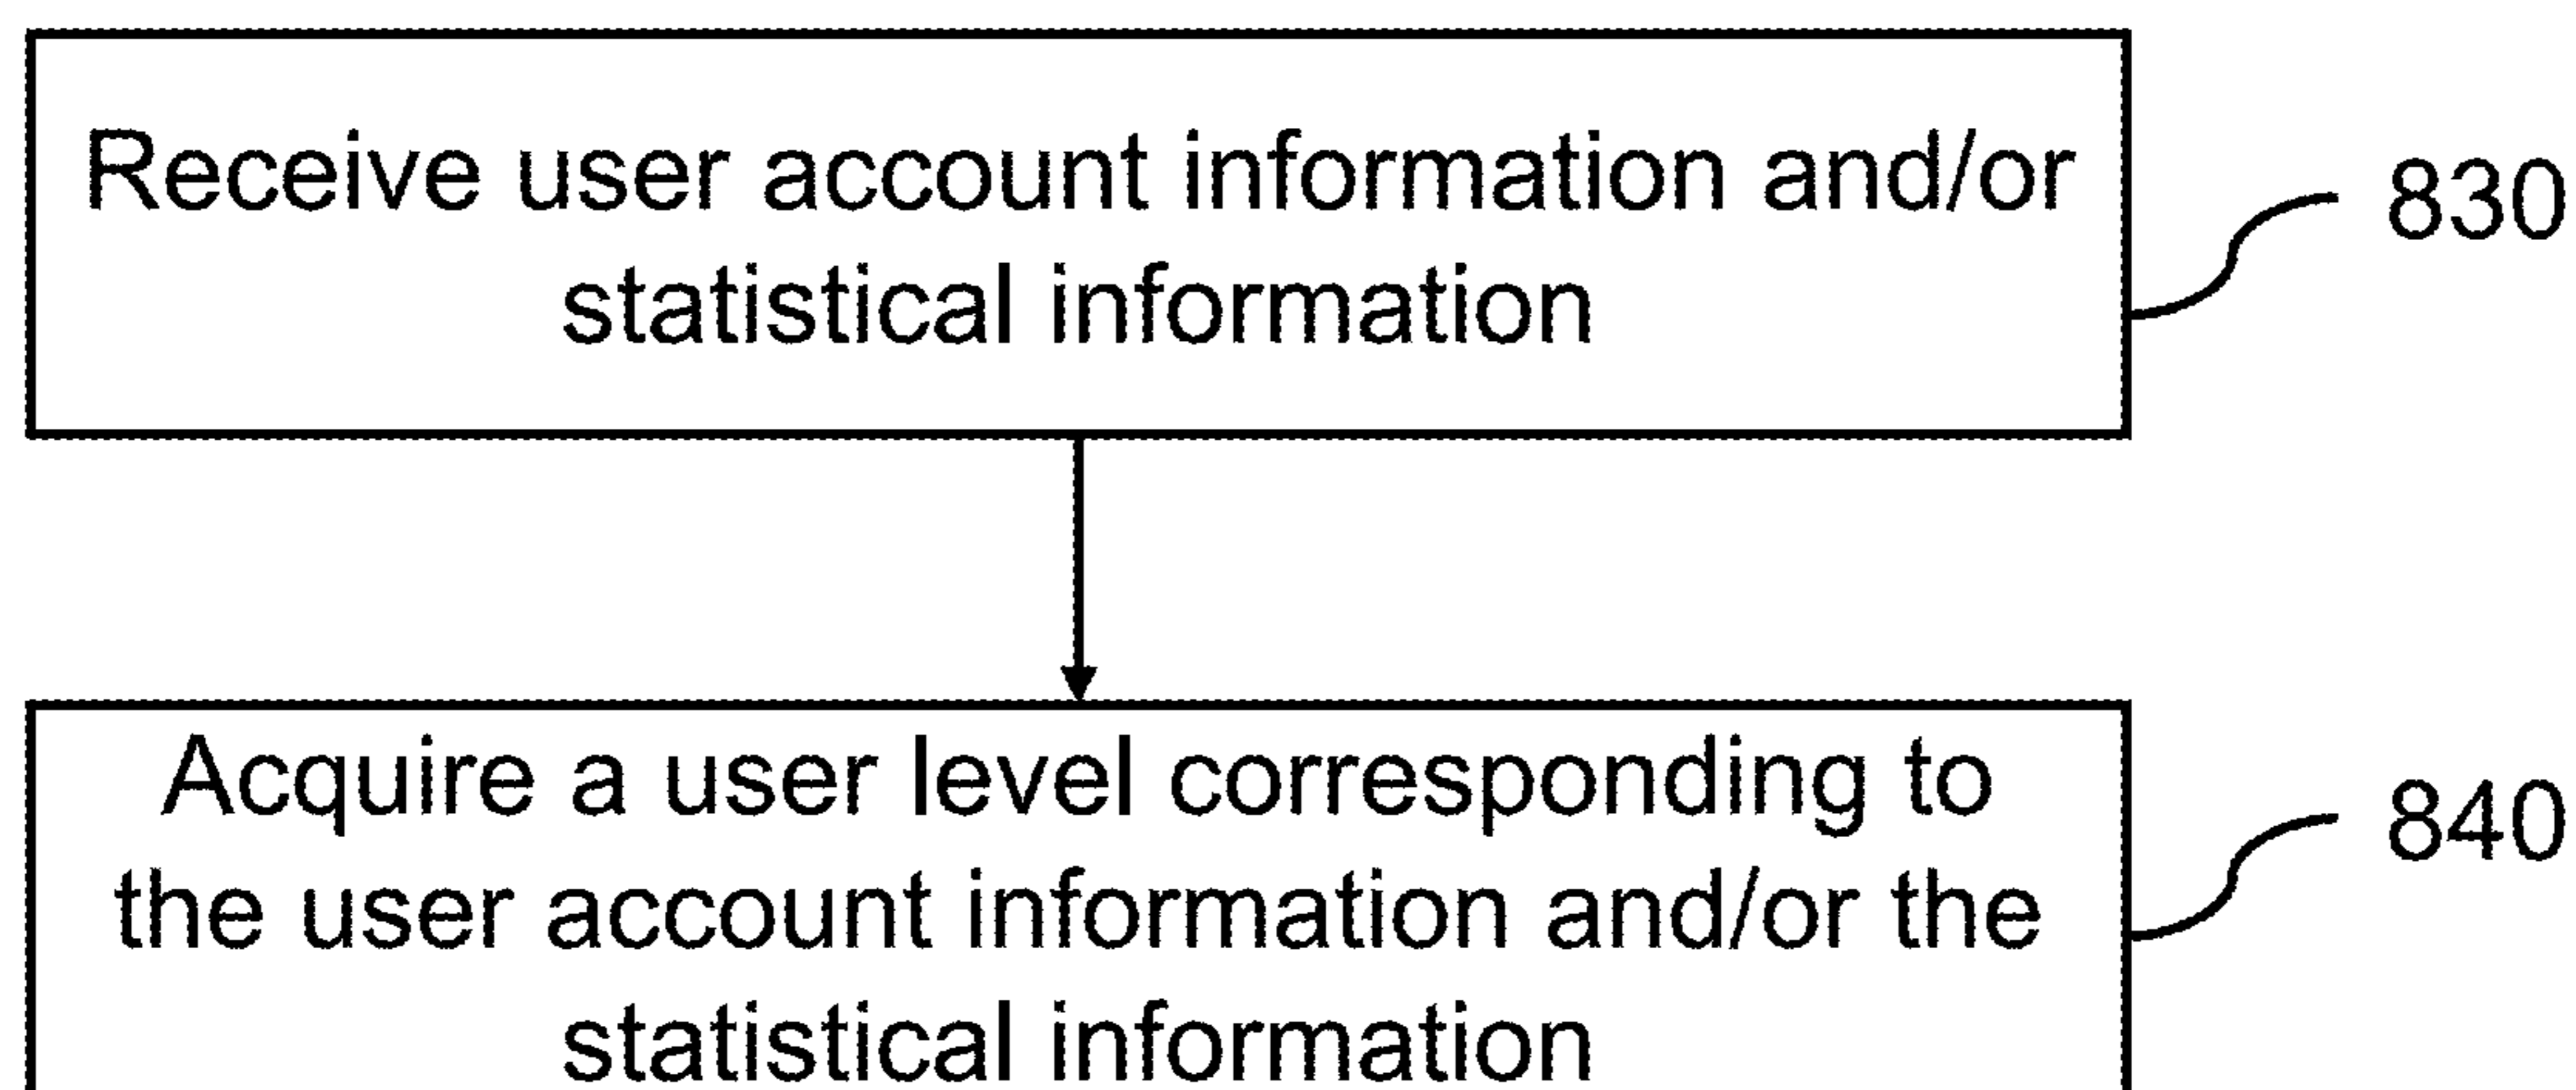 Receive user account information and/or
statistical information
830
Acquire a user level corresponding to
the user account information and/or the
statistical information
840